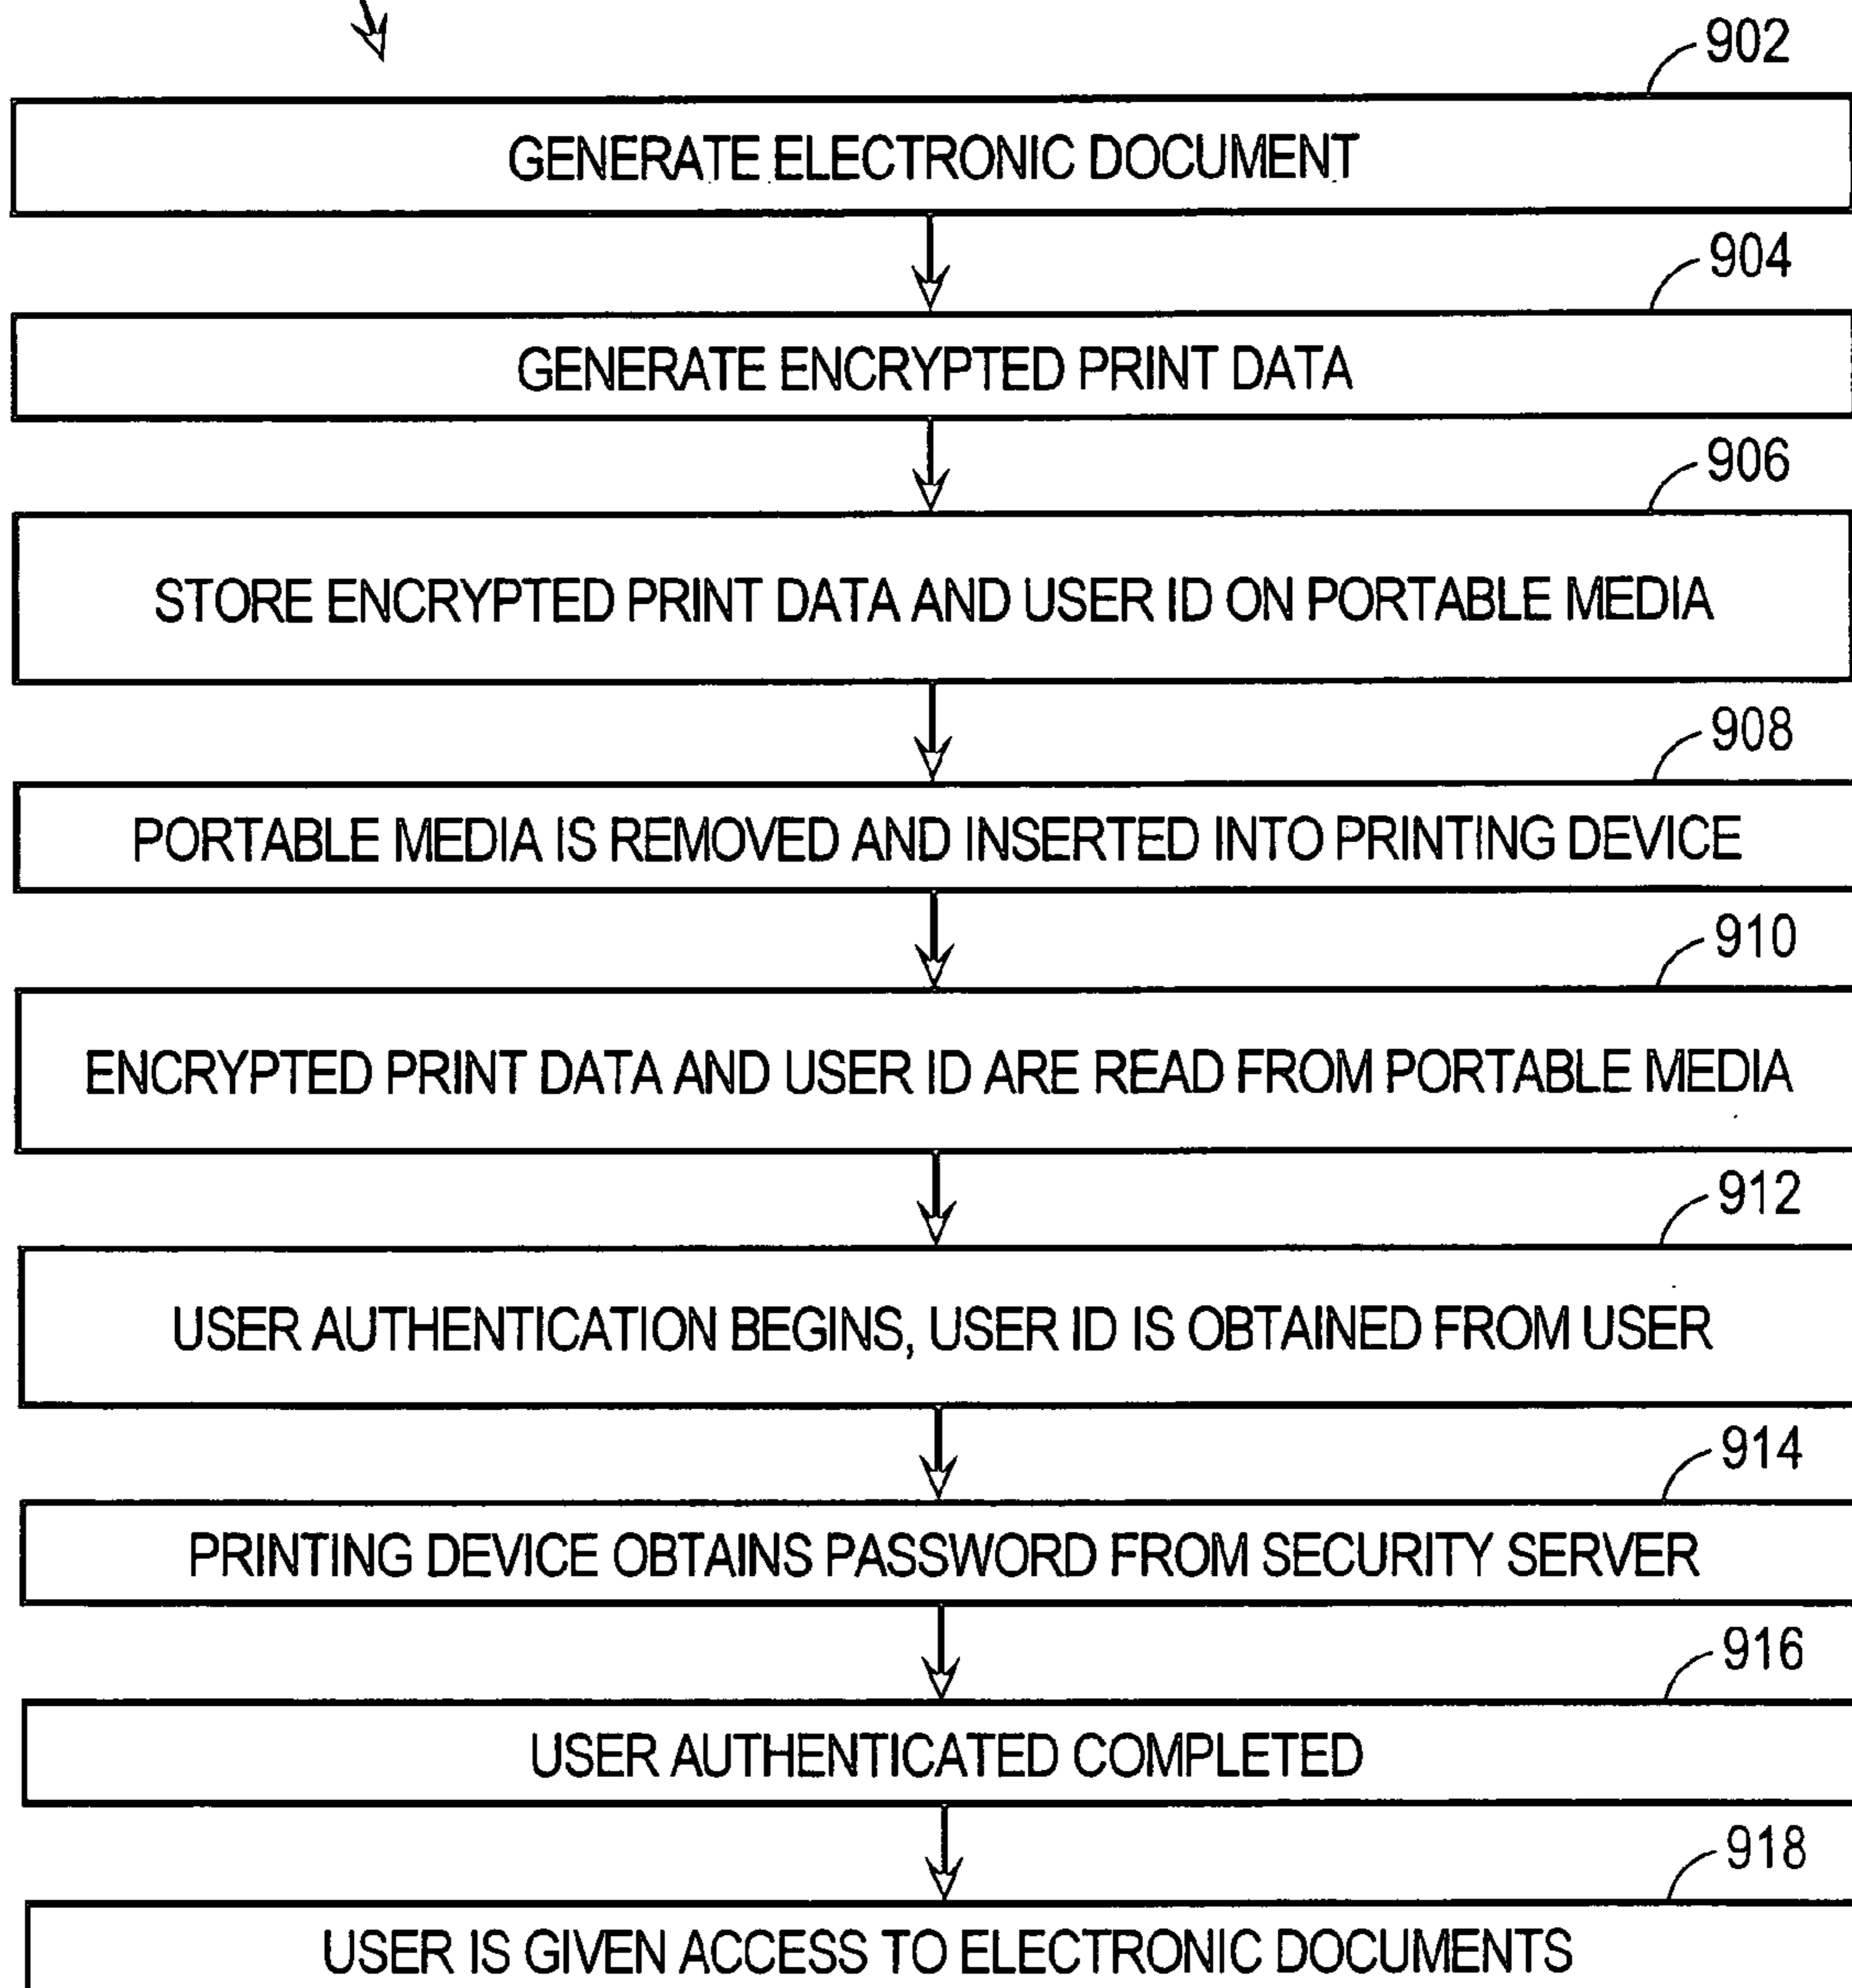 902
GENERATE ELECTRONIC DOCUMENT
904
GENERATE ENCRYPTED PRINT DATA
906
STORE ENCRYPTED PRINT DATA AND USER ID ON PORTABLE MEDIA
908
PORTABLE MEDIA IS REMOVED AND INSERTED INTO PRINTING DEVICE
910
ENCRYPTED PRINT DATA AND USER ID ARE READ FROM PORTABLE MEDIA
912
USER AUTHENTICATION BEGINS, USER ID IS OBTAINED FROM USER
914
PRINTING DEVICE OBTAINS PASSWORD FROM SECURITY SERVER
916
USER AUTHENTICATED COMPLETED
918
USER IS GIVEN ACCESS TO ELECTRONIC DOCUMENTS